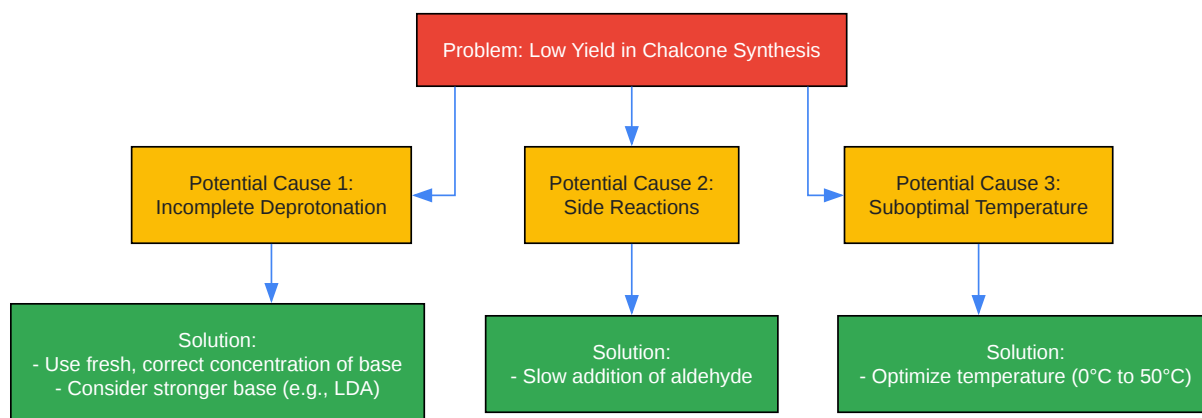 Problem: Low Yield in Chalcone Synthesis
Potential Cause 1:
Incomplete Deprotonation
Potential Cause 2:
Side Reactions
Potential Cause 3:
Suboptimal Temperature
Solution:
- Use fresh, correct concentration of base
- Consider stronger base (e.g., LDA)
Solution:
- Slow addition of aldehyde
Solution:
- Optimize temperature (0°C to 50°C)